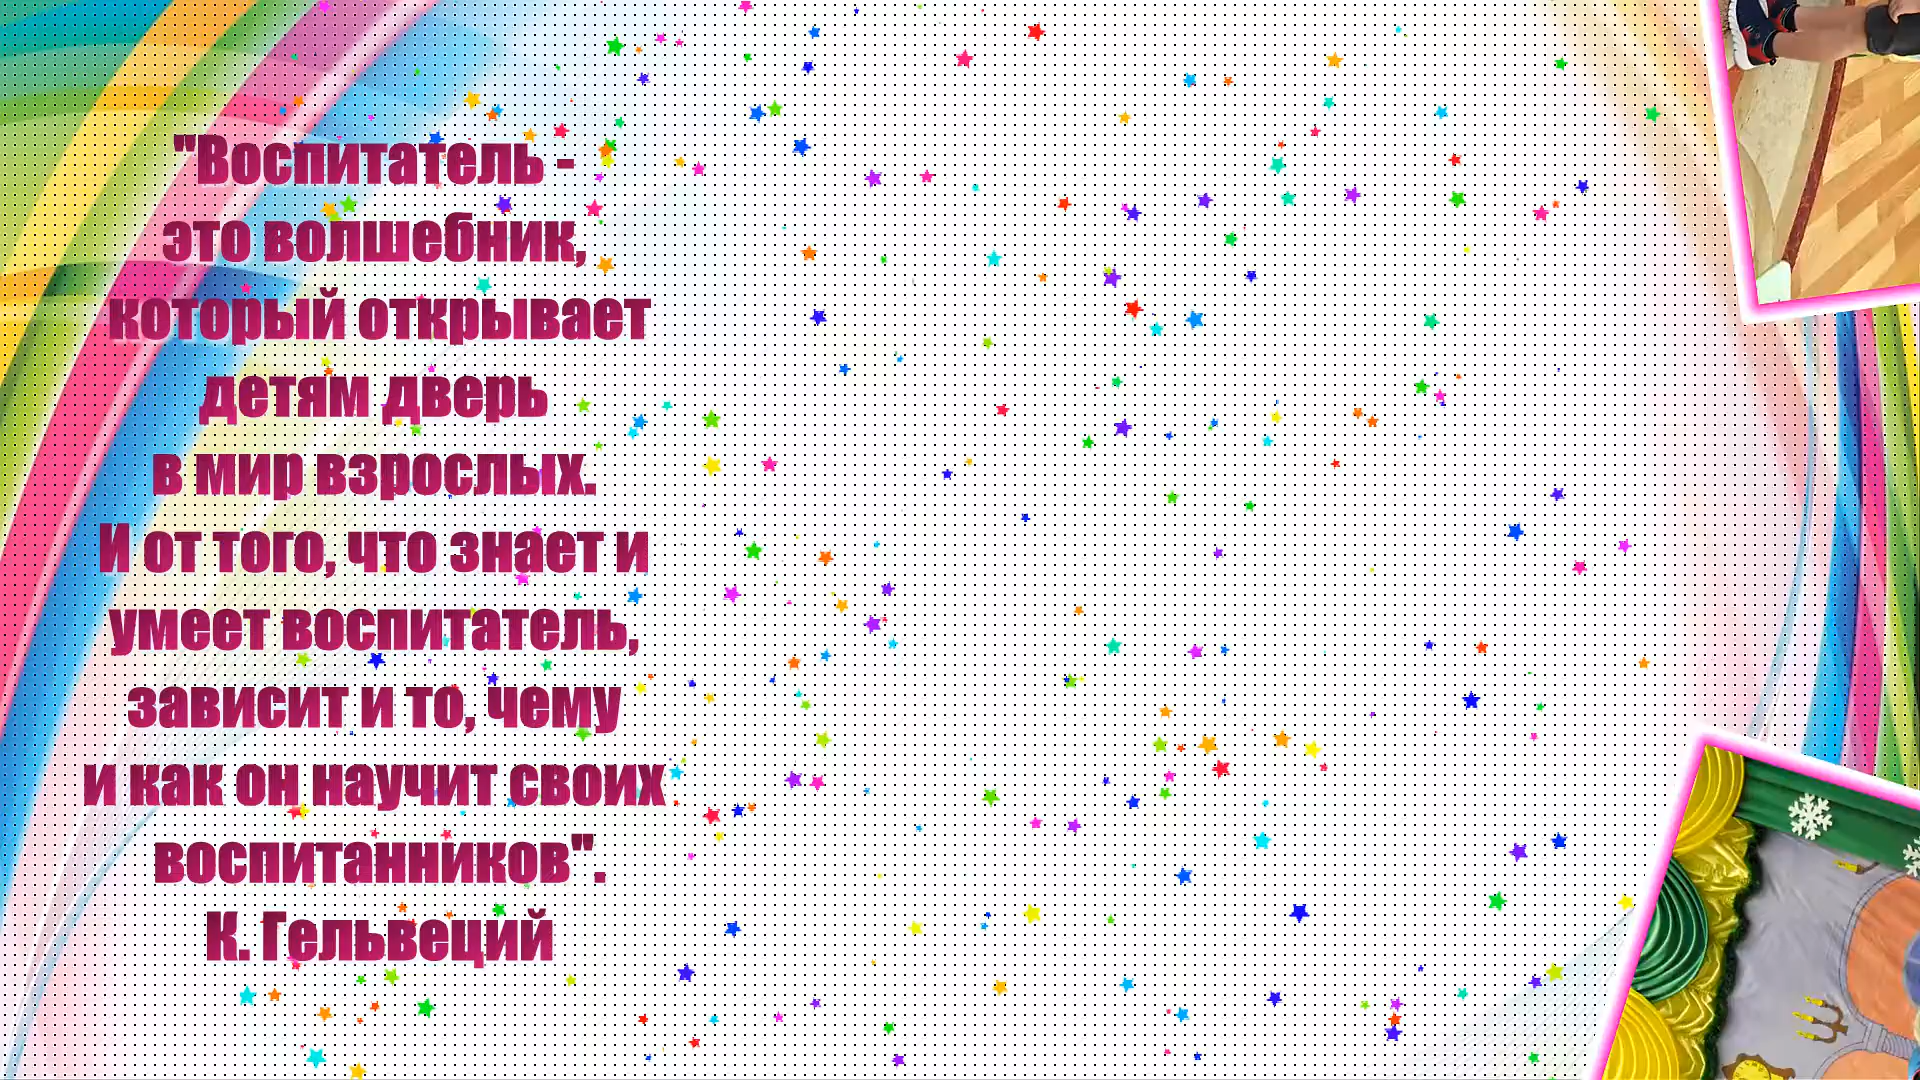 "Воспитатель -
это волшебник,
который открывает
детям дверь
в мир взрослых.
И от того, что знает и
умеет воспитатель,
зависит и то, чему
и как он научит своих
воспитанников".
К. Гельвеций